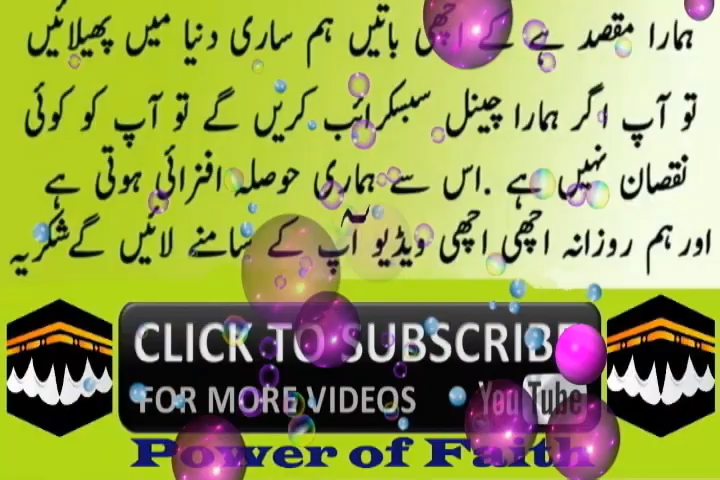 ہمارا مقصد ہے کے اچھی باتیں ہم ساری دنیا میں پھیلائیں
تو آپ اگر ہمارا چینل سبسکرائب کریں گے تو آپ کو کوئی
نقصان نہیں ہے .اس سے ہماری حوصلہ افزائی ہوتی ہے
اور ہم روزانہ اچھی اچھی ویڈیو آپ کے سامنے لائیں گے شکریہ
CLICK TO SUBSCRIBE
FOR MORE VIDEOS YouTube
Power of Faith